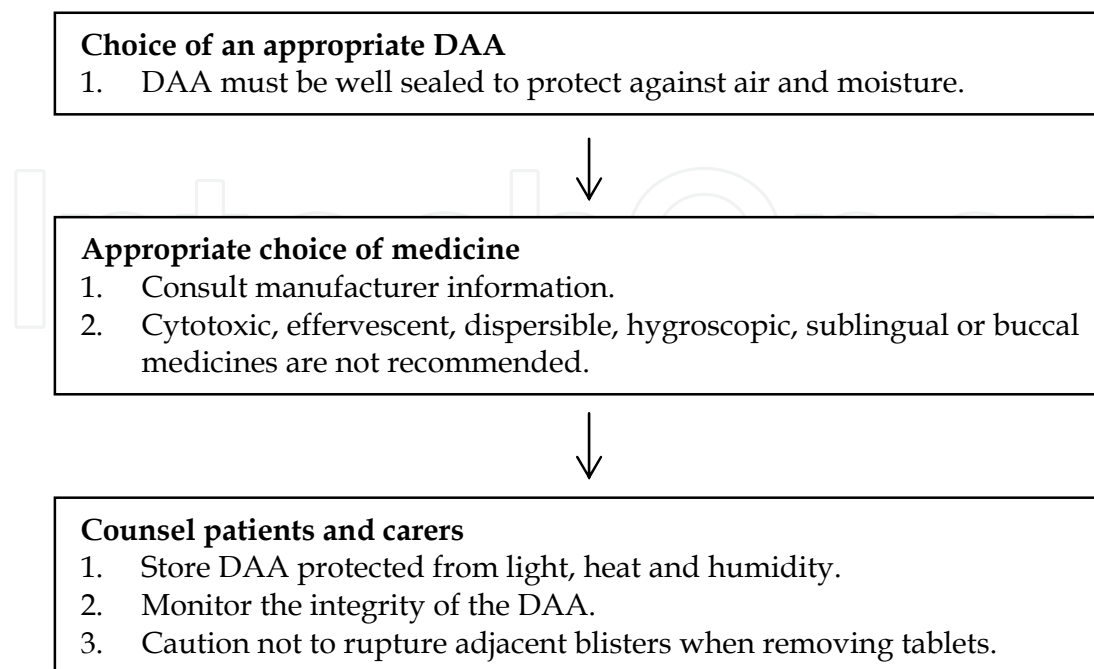 Choice of an appropriate DAA
1. DAA must be well sealed to protect against air and moisture.
Appropriate choice of medicine
1. Consult manufacturer information.
2. Cytotoxic, effervescent, dispersible, hygroscopic, sublingual or buccal
medicines are not recommended.
Counsel patients and carers
1. Store DAA protected from light, heat and humidity.
2. Monitor the integrity of the DAA.
3. Caution not to rupture adjacent blisters when removing tablets.